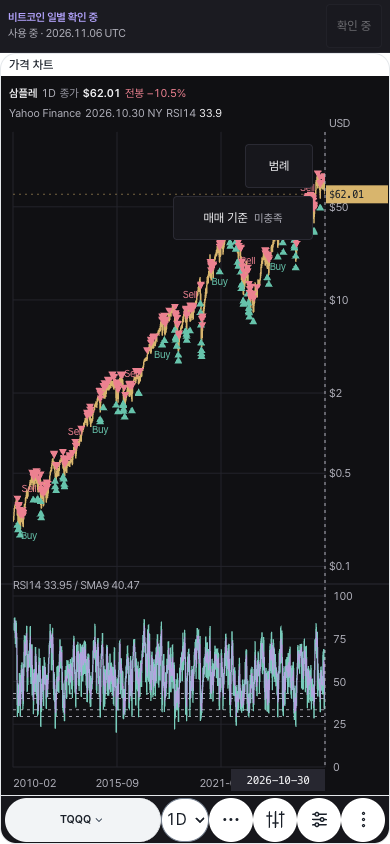 비트코인 일별 확인 중
사용 중 · 2026.11.06 UTC
확인 중
가격 차트
삼플레 1D 종가 $62.01 전봉 −10.5%
Yahoo Finance 2026.10.30 NY RSI14 33.9
USD
범례
Sell
$62.01
$50
매매 기준 미충족
Sell
Buy
Buy
Sell
$10
Buy
Sell
$2
Sell
Buy
$0.5
Sell
Buy
$0.1
RSI14 33.95 / SMA9 40.47
100
75
50
25
0
2010-02
2015-09
2021-
2026-10-30
TQQQ
1D